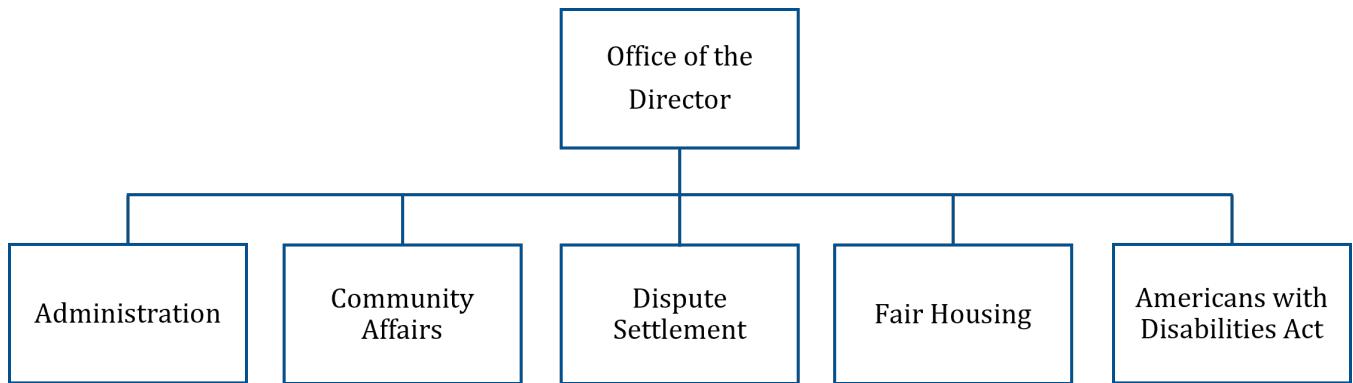 Office of the
Director
Administration
Community
Affairs
Dispute
Settlement
Fair Housing
Americans with
Disabilities Act